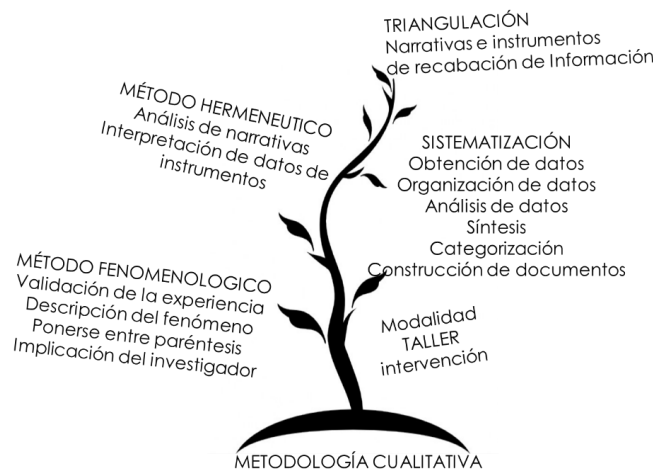 TRIANGULACIÓN
Narrativas e instrumentos
de recabación de Información
MÉTODO HERMENEUTICO
Análisis de narrativas
Interpretación de datos de
instrumentos
SISTEMATIZACIÓN
Obtención de datos
Organización de datos
Análisis de datos
Síntesis
Categorización
Construcción de documentos
MÉTODO FENOMENOLOGICO
Validación de la experiencia
Descripción del fenómeno
Ponerse entre paréntesis
Implicación del investigador
Modalidad
TALLER
intervención
METODOLOGÍA CUALITATIVA